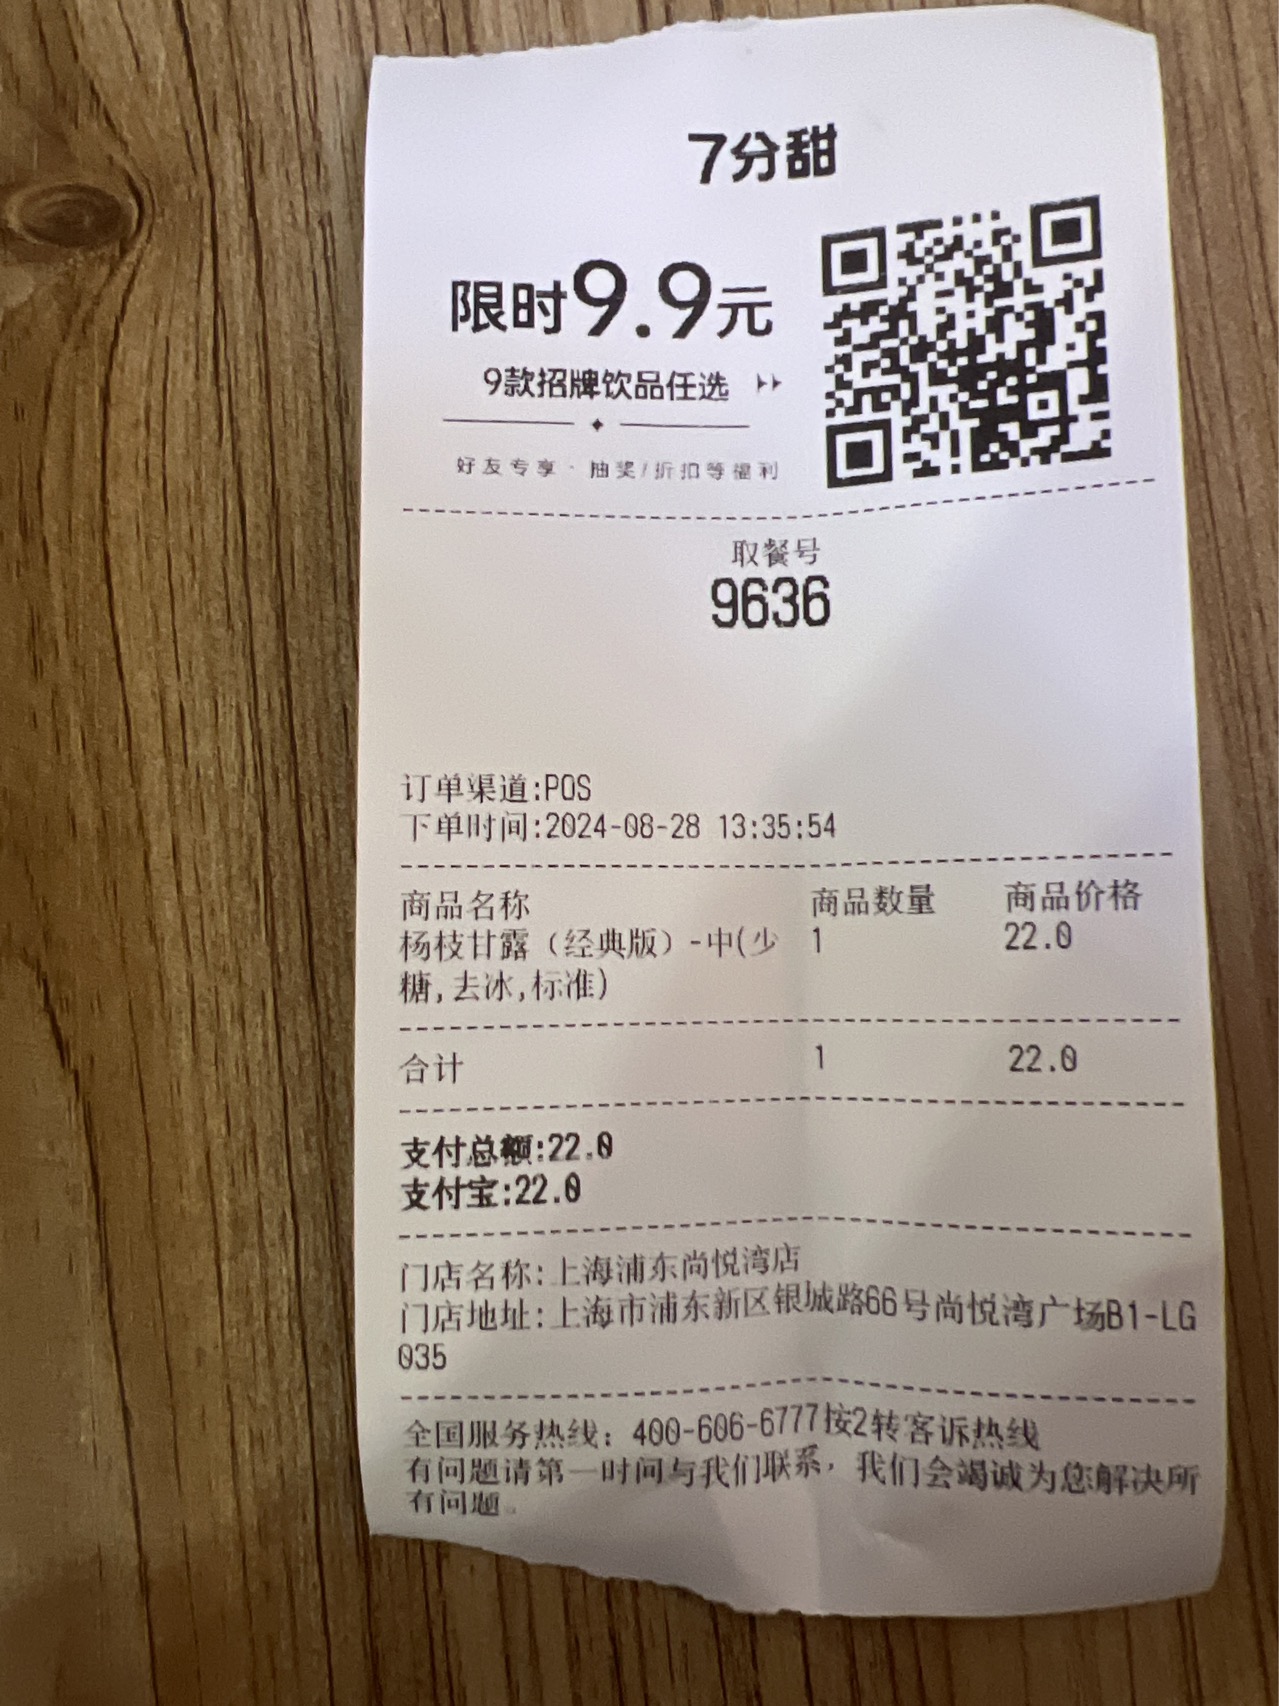 7分甜
限时9.9元
9款招牌饮品任选
好友专享·抽奖/折扣等福利
取餐号
9636
订单渠道:POS
下单时间:2024-08-28 13:35:54
商品名称 商品数量 商品价格
杨枝甘露（经典版）-中(少 1 22.0
糖,去冰,标准)
合计 1 22.0
支付总额:22.0
支付宝:22.0
门店名称:上海浦东尚悦湾店
门店地址:上海市浦东新区银城路66号尚悦湾广场B1-LG
035
全国服务热线：400-606-6777按2转客诉热线
有问题请第一时间与我们联系，我们会竭诚为您解决所
有问题。